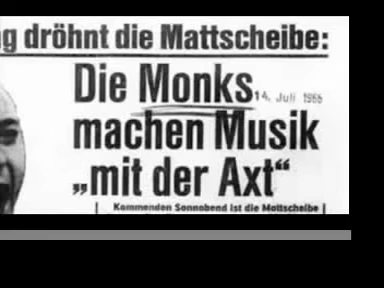 g dröhnt die Mattscheibe:
Die Monks
14. Juli 1966
machen Musik
„mit der Axt“
Kommenden Sonnabend ist die Mattscheibe